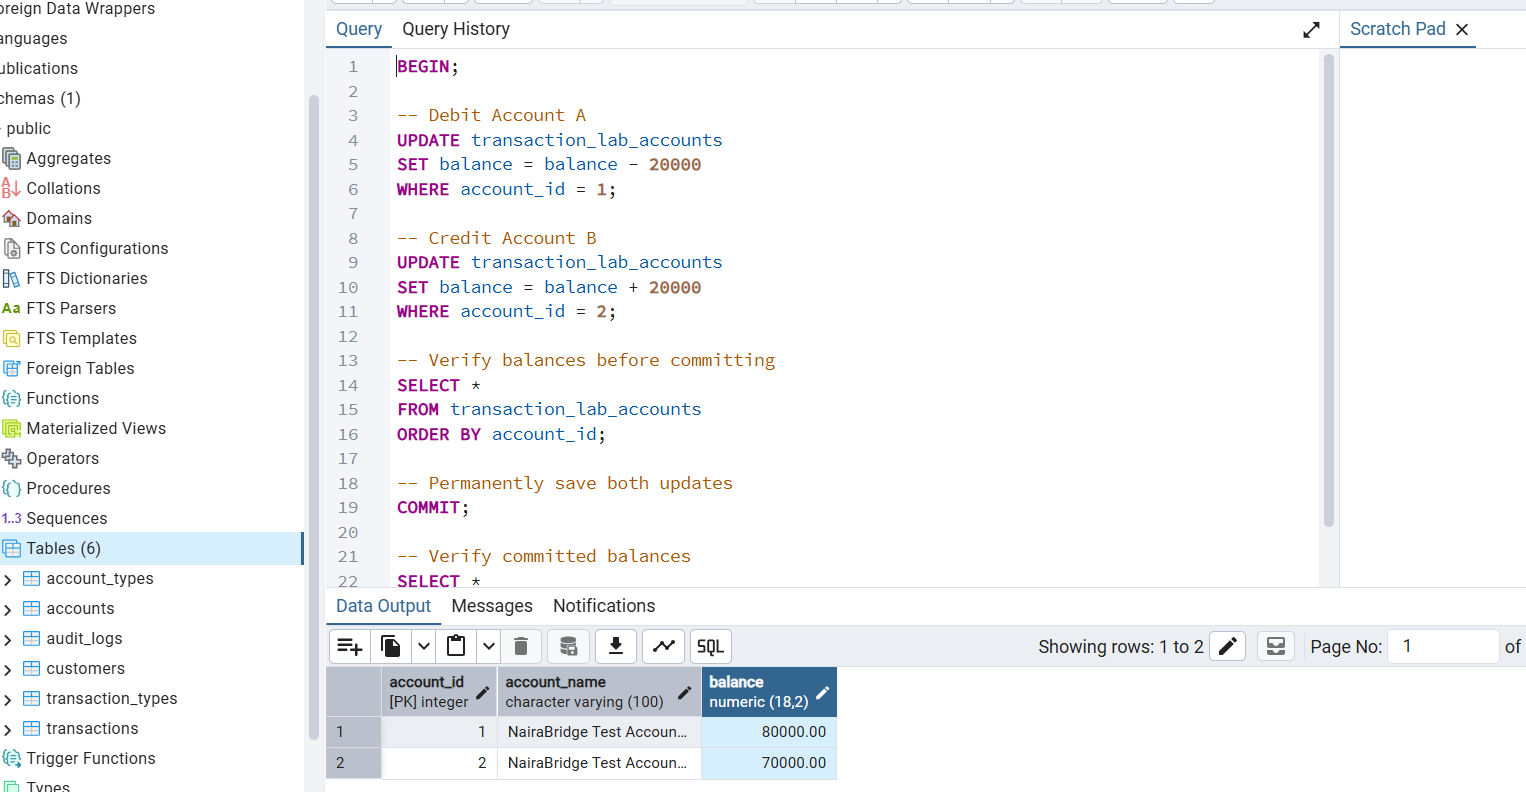 oreign Data Wrappers
anguages
ublications
chemas (1)
public
Aggregates
Collations
Domains
FTS Configurations
FTS Dictionaries
Aa FTS Parsers
FTS Templates
Foreign Tables
Functions
Materialized Views
Operators
Procedures
1..3 Sequences
Tables (6)
account_types
accounts
audit_logs
customers
transaction_types
transactions
Trigger Functions
Types
Query Query History
1 BEGIN;
2
3 -- Debit Account A
4 UPDATE transaction_lab_accounts
5 SET balance = balance - 20000
6 WHERE account_id = 1;
7
8 -- Credit Account B
9 UPDATE transaction_lab_accounts
10 SET balance = balance + 20000
11 WHERE account_id = 2;
12
13 -- Verify balances before committing
14 SELECT *
15 FROM transaction_lab_accounts
16 ORDER BY account_id;
17
18 -- Permanently save both updates
19 COMMIT;
20
21 -- Verify committed balances
22 SELECT *
Scratch Pad
Data Output Messages Notifications
SQL Showing rows: 1 to 2 Page No: 1 of
account_id account_name balance
[PK] integer character varying (100) numeric (18,2)
1 1 NairaBridge Test Accoun... 80000.00
2 2 NairaBridge Test Accoun... 70000.00